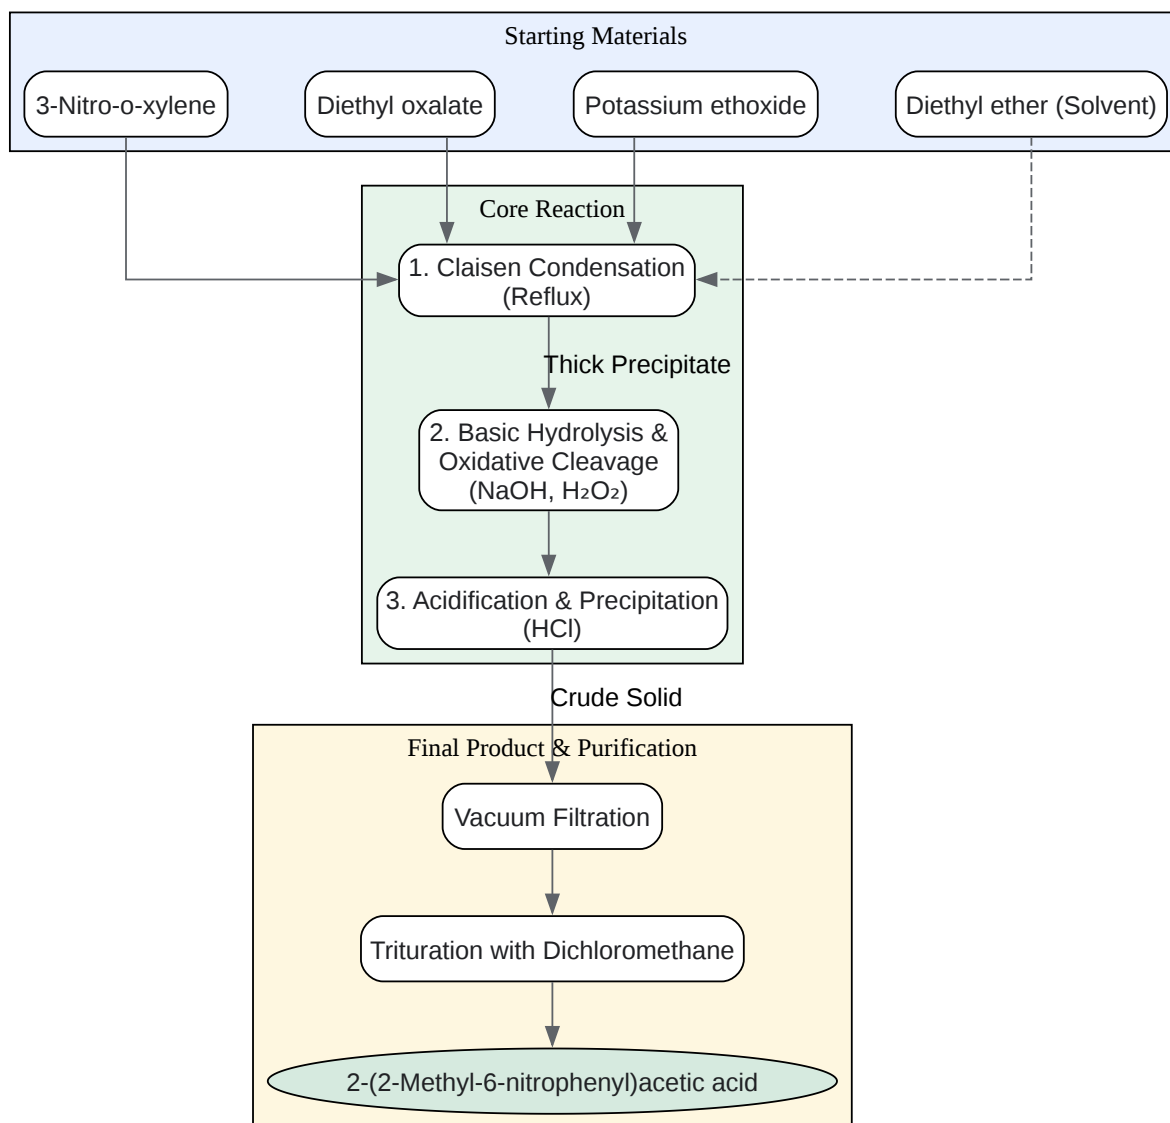 Starting Materials
3-Nitro-o-xylene
Diethyl oxalate
Potassium ethoxide
Diethyl ether (Solvent)
Core Reaction
1. Claisen Condensation
(Reflux)
Thick Precipitate
2. Basic Hydrolysis &
Oxidative Cleavage
(NaOH, H₂O₂)
3. Acidification & Precipitation
(HCl)
Crude Solid
Final Product & Purification
Vacuum Filtration
Trituration with Dichloromethane
2-(2-Methyl-6-nitrophenyl)acetic acid